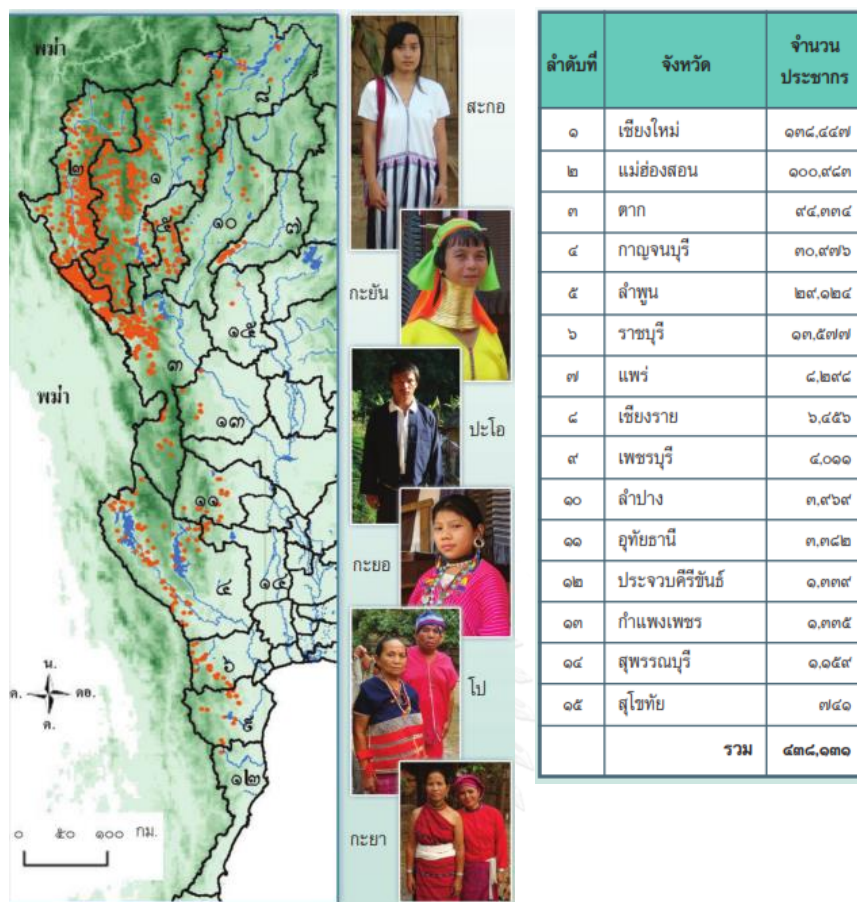 พม่า
๘
๒
๑
๕
๑๐
๗
๑๕
๓
พม่า
๑๓
๑๑
๔
๑๔
๖
๙
๑๒
น.
ต. ตอ.
ต.
๐ ๕๐ ๑๐๐ กม.
สะกอ
กะยัน
ปะโอ
กะยอ
โป
กะยา
ลำดับที่ จังหวัด จำนวน
ประชากร
๑ เชียงใหม่ ๑๓๘,๔๔๗
๒ แม่ฮ่องสอน ๑๐๐,๙๘๓
๓ ตาก ๙๔,๓๓๔
๔ กาญจนบุรี ๓๐,๙๗๖
๕ ลำพูน ๒๙,๑๒๔
๖ ราชบุรี ๑๓,๕๗๗
๗ แพร่ ๘,๒๙๘
๘ เชียงราย ๖,๔๕๖
๙ เพชรบุรี ๔,๐๑๑
๑๐ ลำปาง ๓,๙๖๙
๑๑ อุทัยธานี ๓,๓๘๒
๑๒ ประจวบคีรีขันธ์ ๑,๓๓๙
๑๓ กำแพงเพชร ๑,๓๓๕
๑๔ สุพรรณบุรี ๑,๑๕๙
๑๕ สุโขทัย ๗๔๑
รวม ๔๓๘,๑๓๑